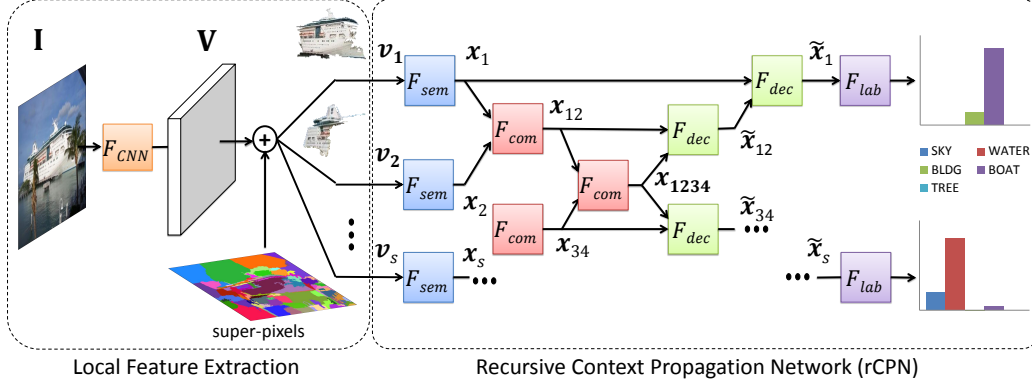 I
V
F_CNN
+
super-pixels
v_1
v_2
v_s
F_sem
F_sem
F_sem
x_1
x_2
x_s
F_com
F_com
F_com
x_12
x_34
x_1234
F_dec
F_dec
F_dec
x̃_1
x̃_12
x̃_34
x̃_s
F_lab
F_lab
SKY WATER
BLDG BOAT
TREE
Local Feature Extraction
Recursive Context Propagation Network (rCPN)